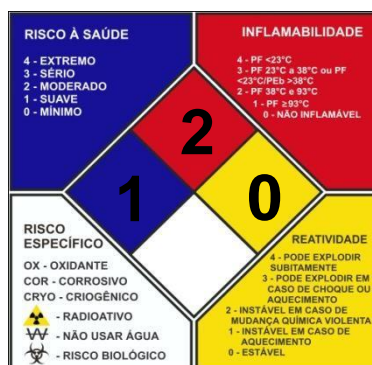 RISCO À SAÚDE
4 - EXTREMO
3 - SÉRIO
2 - MODERADO
1 - SUAVE
0 - MÍNIMO
INFLAMABILIDADE
4 - PF <23°C
3 - PF 23°C a 38°C ou PF
<23°C/PEb >38°C
2 - PF 38°C e 93°C
1 - PF ≥93°C
0 - NÃO INFLAMÁVEL
2
1
0
RISCO
ESPECÍFICO
OX - OXIDANTE
COR - CORROSIVO
CRYO - CRIOGÊNICO
- RADIOATIVO
W - NÃO USAR ÁGUA
- RISCO BIOLÓGICO
REATIVIDADE
4 - PODE EXPLODIR
SUBITAMENTE
3 - PODE EXPLODIR EM
CASO DE CHOQUE OU
AQUECIMENTO
2 - INSTÁVEL EM CASO DE
MUDANÇA QUÍMICA VIOLENTA
1 - INSTÁVEL EM CASO DE
AQUECIMENTO
0 - ESTÁVEL